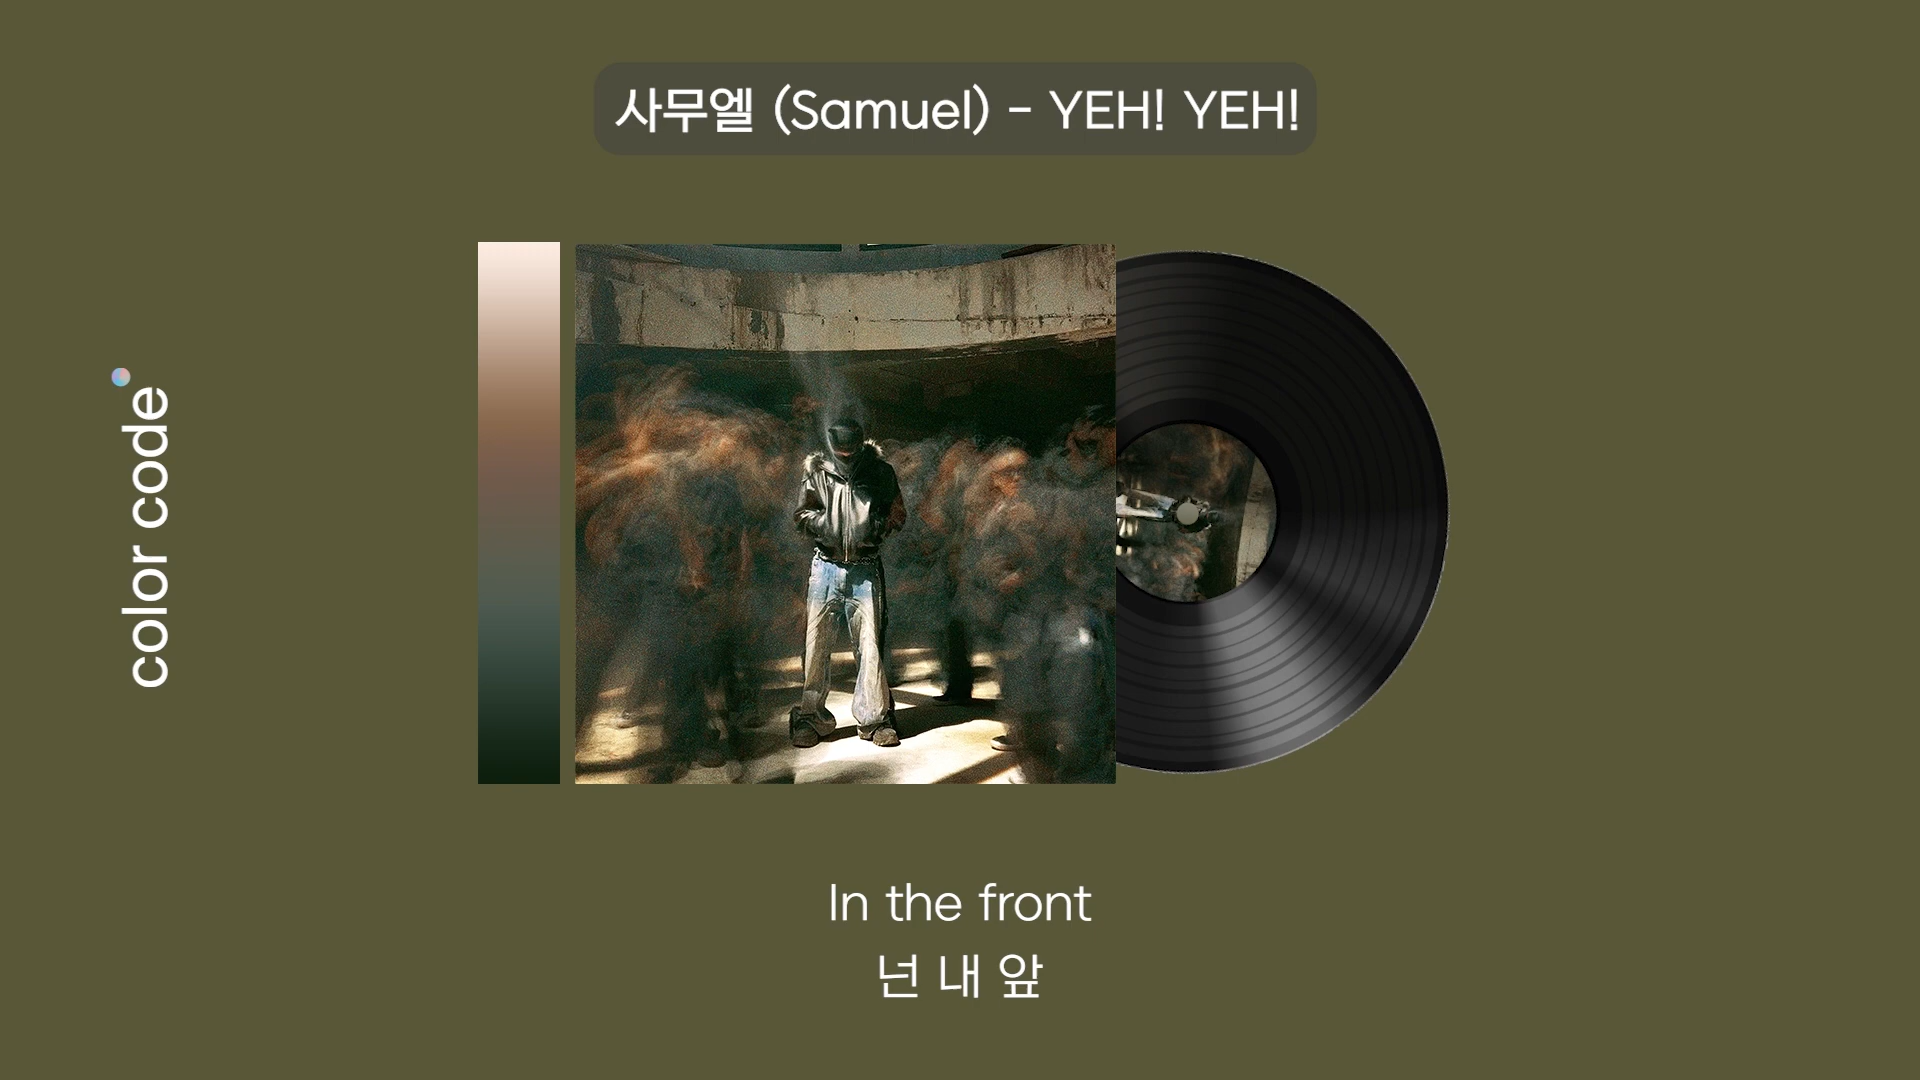 사무엘 (Samuel) - YEH! YEH!
color code
In the front
넌 내 앞